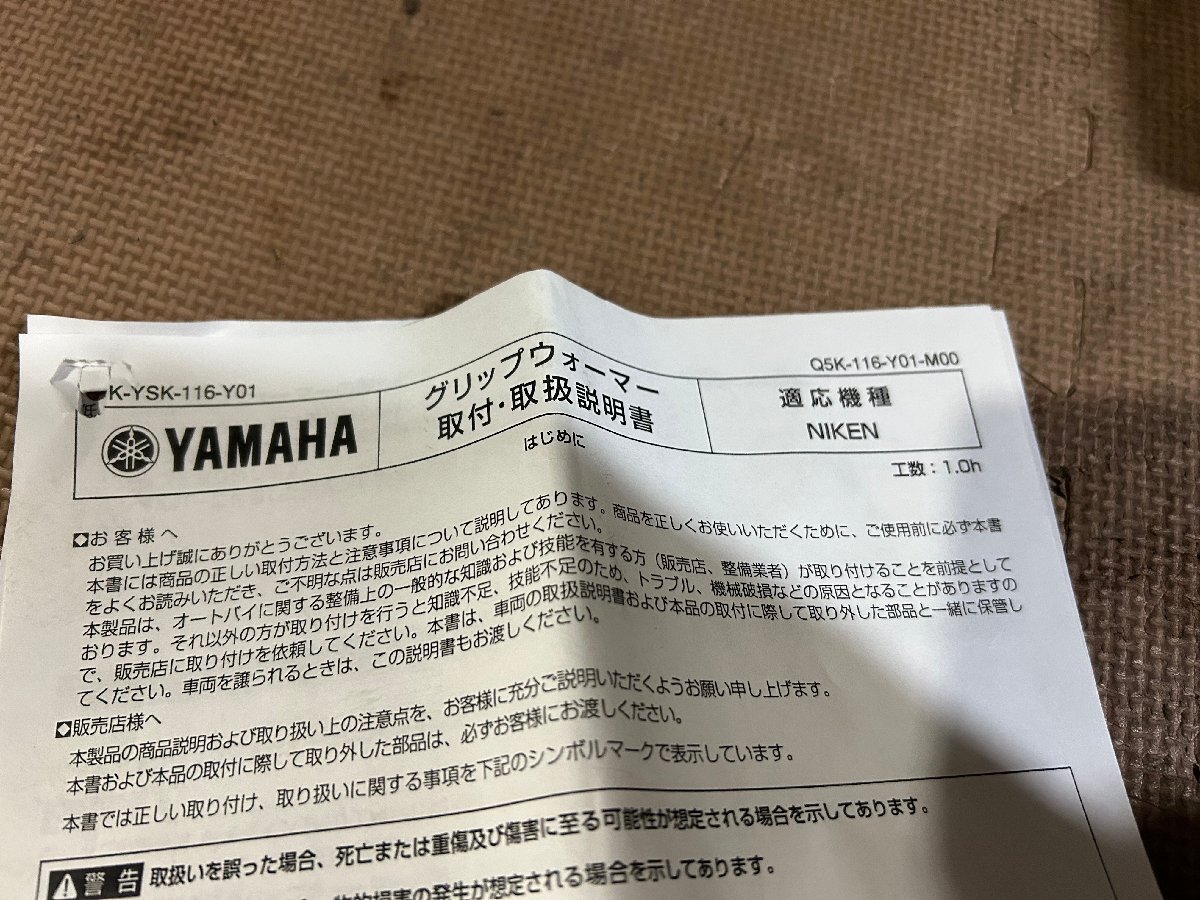 K-YSK-116-Y01
Q5K-116-Y01-M00
YAMAHA
グリップウォーマー
取付・取扱説明書
適応機種
NIKEN
はじめに
工数：1.0h
お客様へ
お買い上げ誠にありがとうございます。
本書には商品の正しい取付方法と注意事項について説明してあります。商品を正しくお使いいただくために、ご使用前に必ず本書
をよくお読みいただき、ご不明な点は販売店にお問い合わせください。
本製品は、オートバイに関する整備上の一般的な知識および技能を有する方（販売店、整備業者）が取り付けることを前提として
おります。それ以外の方が取り付けを行うと知識不足、技能不足のため、トラブル、機械破損などの原因となることがありますの
で、販売店に取り付けを依頼してください。本書は、車両の取扱説明書および本品の取付に際して取り外した部品と一緒に保管し
てください。車両を譲られるときは、この説明書もお渡しください。
販売店様へ
本製品の商品説明および取り扱い上の注意点を、お客様に充分ご説明いただくようお願い申し上げます。
本書および本品の取付に際して取り外した部品は、必ずお客様にお渡しください。
本書では正しい取り付け、取り扱いに関する事項を下記のシンボルマークで表示しています。
警告 取扱いを誤った場合、死亡または重傷及び傷害に至る可能性が想定される場合を示してあります。
物的損害の発生が想定される場合を示してあります。